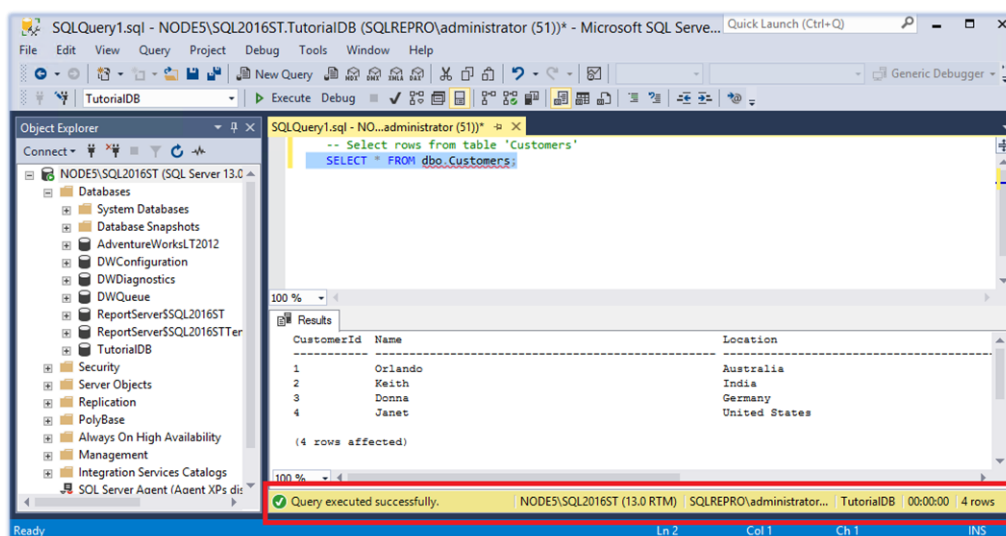 SQLQuery1.sql - NODE5\SQL2016ST.TutorialDB (SQLREPRO\administrator (51))* - Microsoft SQL Serve...
Quick Launch (Ctrl+Q)
File Edit View Query Project Debug Tools Window Help
New Query
Generic Debugger
TutorialDB
Execute Debug
Object Explorer
Connect
NODE5\SQL2016ST (SQL Server 13.0
Databases
System Databases
Database Snapshots
AdventureWorksLT2012
DWConfiguration
DWDiagnostics
DWQueue
ReportServer$SQL2016ST
ReportServer$SQL2016STTer
TutorialDB
Security
Server Objects
Replication
PolyBase
Always On High Availability
Management
Integration Services Catalogs
SQL Server Agent (Agent XPs dis
SQLQuery1.sql - NO...administrator (51))*
-- Select rows from table 'Customers'
SELECT * FROM dbo.Customers;
100 %
Results
CustomerId Name Location
1 Orlando Australia
2 Keith India
3 Donna Germany
4 Janet United States
(4 rows affected)
100 %
Query executed successfully. NODE5\SQL2016ST (13.0 RTM) SQLREPRO\administrator... TutorialDB 00:00:00 4 rows
Ready Ln 2 Col 1 Ch 1 INS